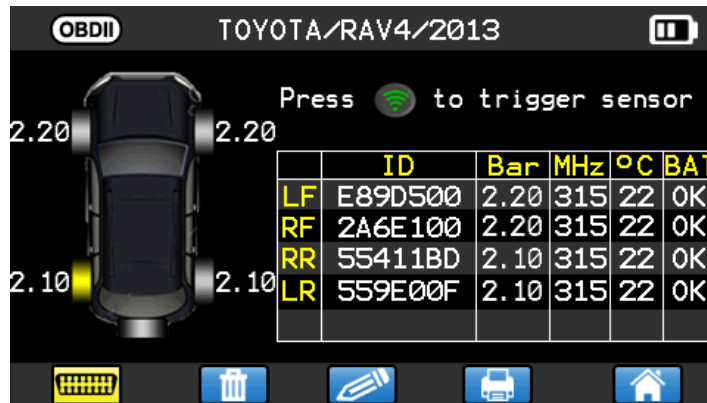 OBDII TOYOTA/RAV4/2013
Press to trigger sensor
2.20 2.20
ID Bar MHz ºC BAT
LF E89D500 2.20 315 22 OK
RF 2A6E100 2.20 315 22 OK
RR 55411BD 2.10 315 22 OK
2.10 2.10
LR 559E00F 2.10 315 22 OK